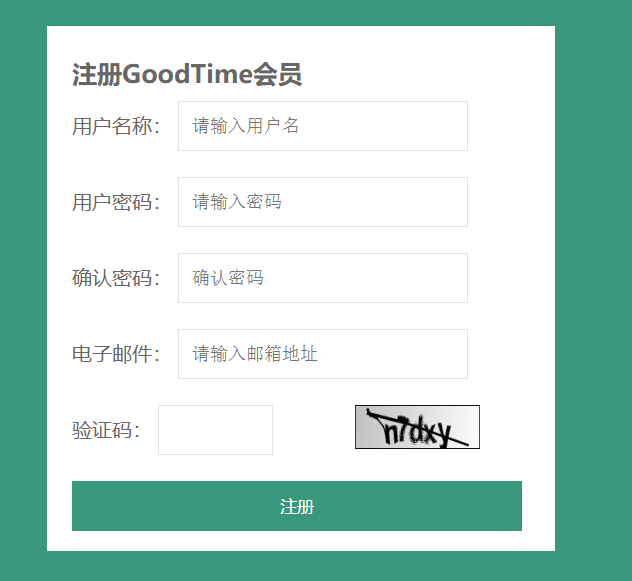 注册GoodTime会员
用户名称： 请输入用户名
用户密码： 请输入密码
确认密码： 确认密码
电子邮件： 请输入邮箱地址
验证码： n7dxy
注册